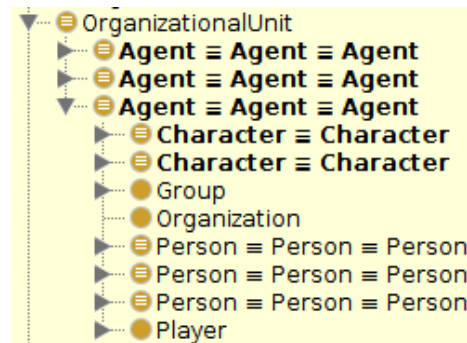 OrganizationalUnit
Agent ≡ Agent ≡ Agent
Agent ≡ Agent ≡ Agent
Agent ≡ Agent ≡ Agent
Character ≡ Character
Character ≡ Character
Group
Organization
Person ≡ Person ≡ Person
Person ≡ Person ≡ Person
Person ≡ Person ≡ Person
Player